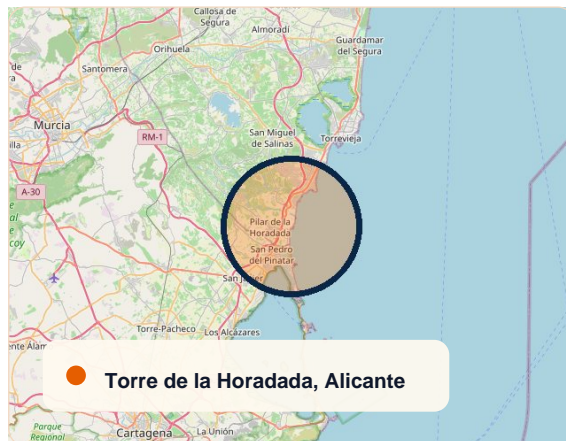 Callosa de
Segura
Almoradí
Guardamar
del Segura
Orihuela
Santomera
Murcia
RM-1
San Miguel
de Salinas
Torrevieja
A-30
Pilar de la
Horadada
San Pedro
del Pinatar
Torre-Pacheco
Los Alcázares
Torre de la Horadada, Alicante
Parque
Regional
Cartagena
La Unión